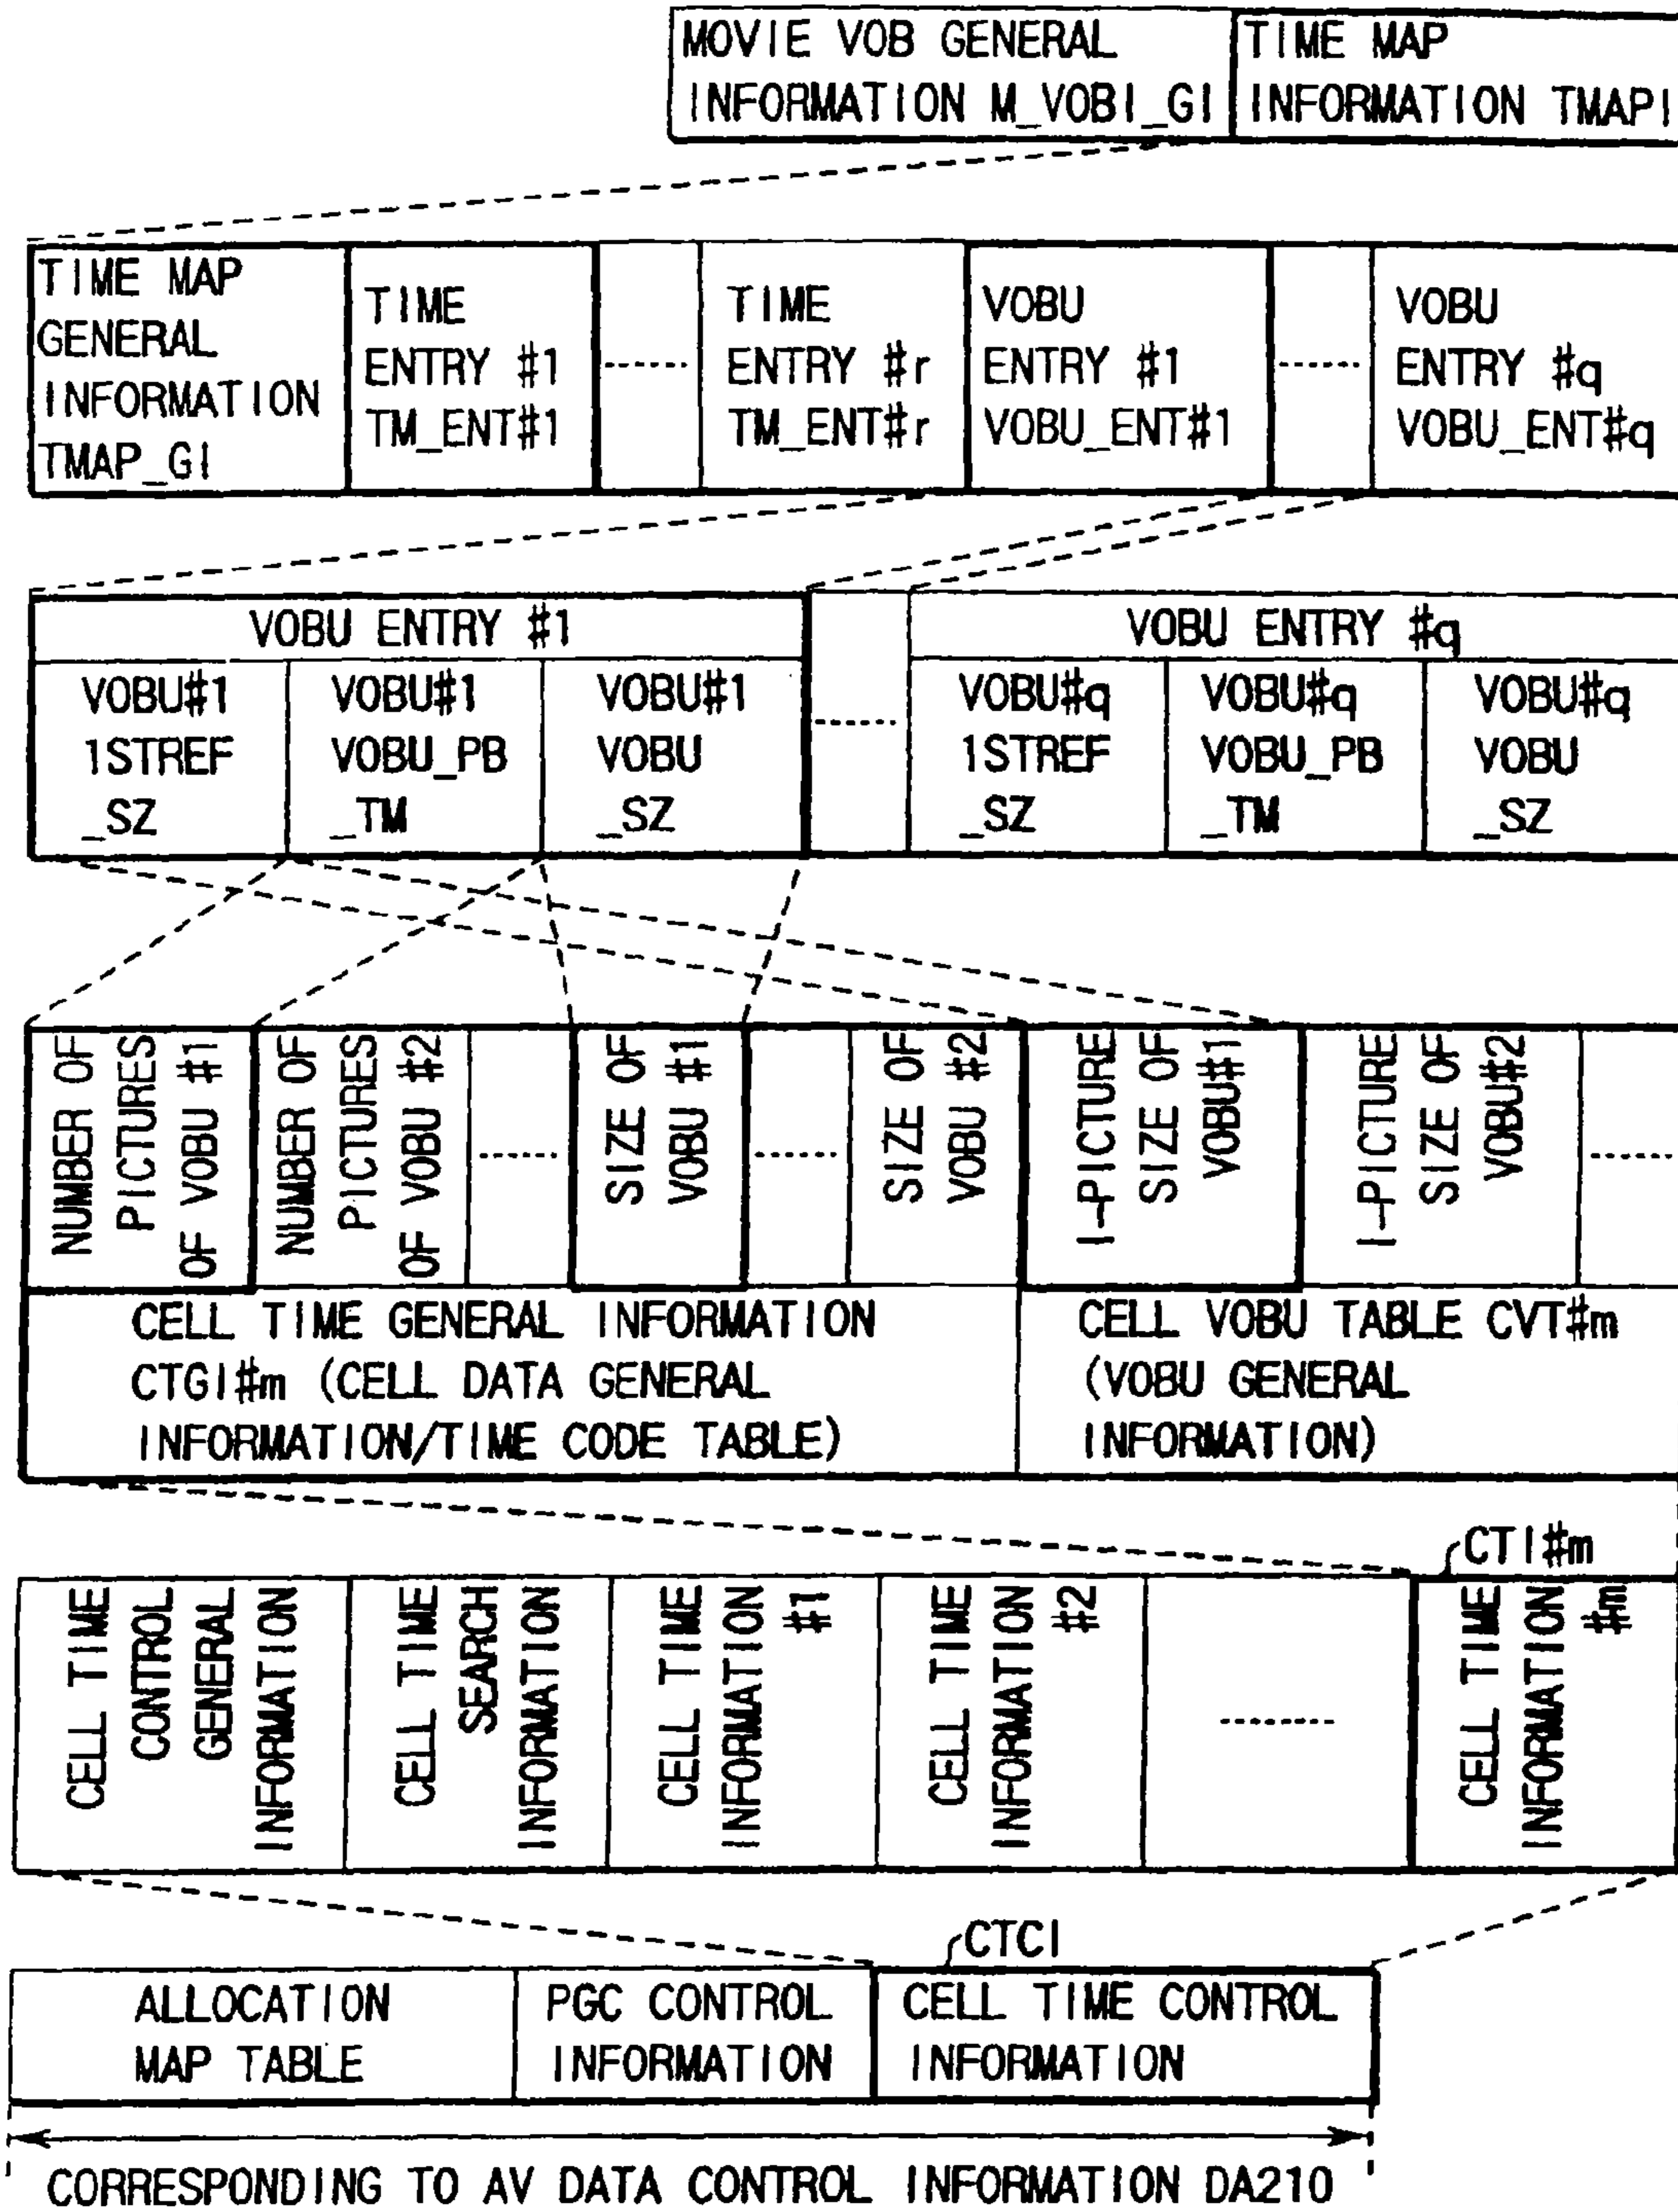 MOVIE VOB GENERAL
INFORMATION M_VOBI_GI
TIME MAP
INFORMATION TMAPI
TIME MAP
GENERAL
INFORMATION
TMAP_GI
TIME
ENTRY #1
TM_ENT#1
TIME
ENTRY #r
TM_ENT#r
VOBU
ENTRY #1
VOBU_ENT#1
VOBU
ENTRY #q
VOBU_ENT#q
VOBU ENTRY #1
VOBU ENTRY #q
VOBU#1
1STREF
_SZ
VOBU#1
VOBU_PB
_TM
VOBU#1
VOBU
_SZ
VOBU#q
1STREF
_SZ
VOBU#q
VOBU_PB
_TM
VOBU#q
VOBU
_SZ
NUMBER OF
PICTURES
OF VOBU #1
NUMBER OF
PICTURES
OF VOBU #2
SIZE OF
VOBU #1
SIZE OF
VOBU #2
I-PICTURE
SIZE OF
VOBU#1
I-PICTURE
SIZE OF
VOBU#2
CELL TIME GENERAL INFORMATION
CTGI#m (CELL DATA GENERAL
INFORMATION/TIME CODE TABLE)
CELL VOBU TABLE CVT#m
(VOBU GENERAL
INFORMATION)
CTI#m
CELL TIME
CONTROL
GENERAL
INFORMATION
CELL TIME
SEARCH
INFORMATION
CELL TIME
INFORMATION
#1
CELL TIME
INFORMATION
#2
CELL TIME
INFORMATION
#m
CTCI
ALLOCATION
MAP TABLE
PGC CONTROL
INFORMATION
CELL TIME CONTROL
INFORMATION
CORRESPONDING TO AV DATA CONTROL INFORMATION DA210